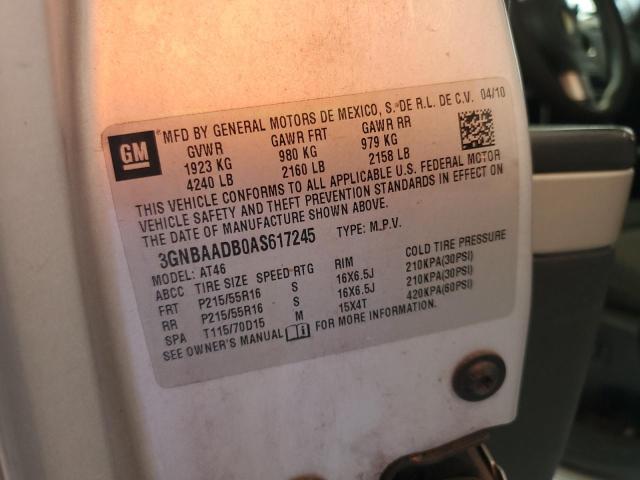 GM
® MFD BY GENERAL MOTORS DE MEXICO, S. DE R.L. DE C.V. 04/10
GVWR GAWR FRT GAWR RR
1923 KG 980 KG 979 KG
4240 LB 2160 LB 2158 LB
THIS VEHICLE CONFORMS TO ALL APPLICABLE U.S. FEDERAL MOTOR
VEHICLE SAFETY AND THEFT PREVENTION STANDARDS IN EFFECT ON
THE DATE OF MANUFACTURE SHOWN ABOVE.
3GNBAADB0AS617245 TYPE: M.P.V.
MODEL: AT46
ABCC TIRE SIZE SPEED RTG RIM COLD TIRE PRESSURE
FRT P215/55R16 S 16X6.5J 210KPA(30PSI)
RR P215/55R16 S 16X6.5J 210KPA(30PSI)
SPA T115/70D15 M 15X4T 420KPA(60PSI)
SEE OWNER'S MANUAL FOR MORE INFORMATION.